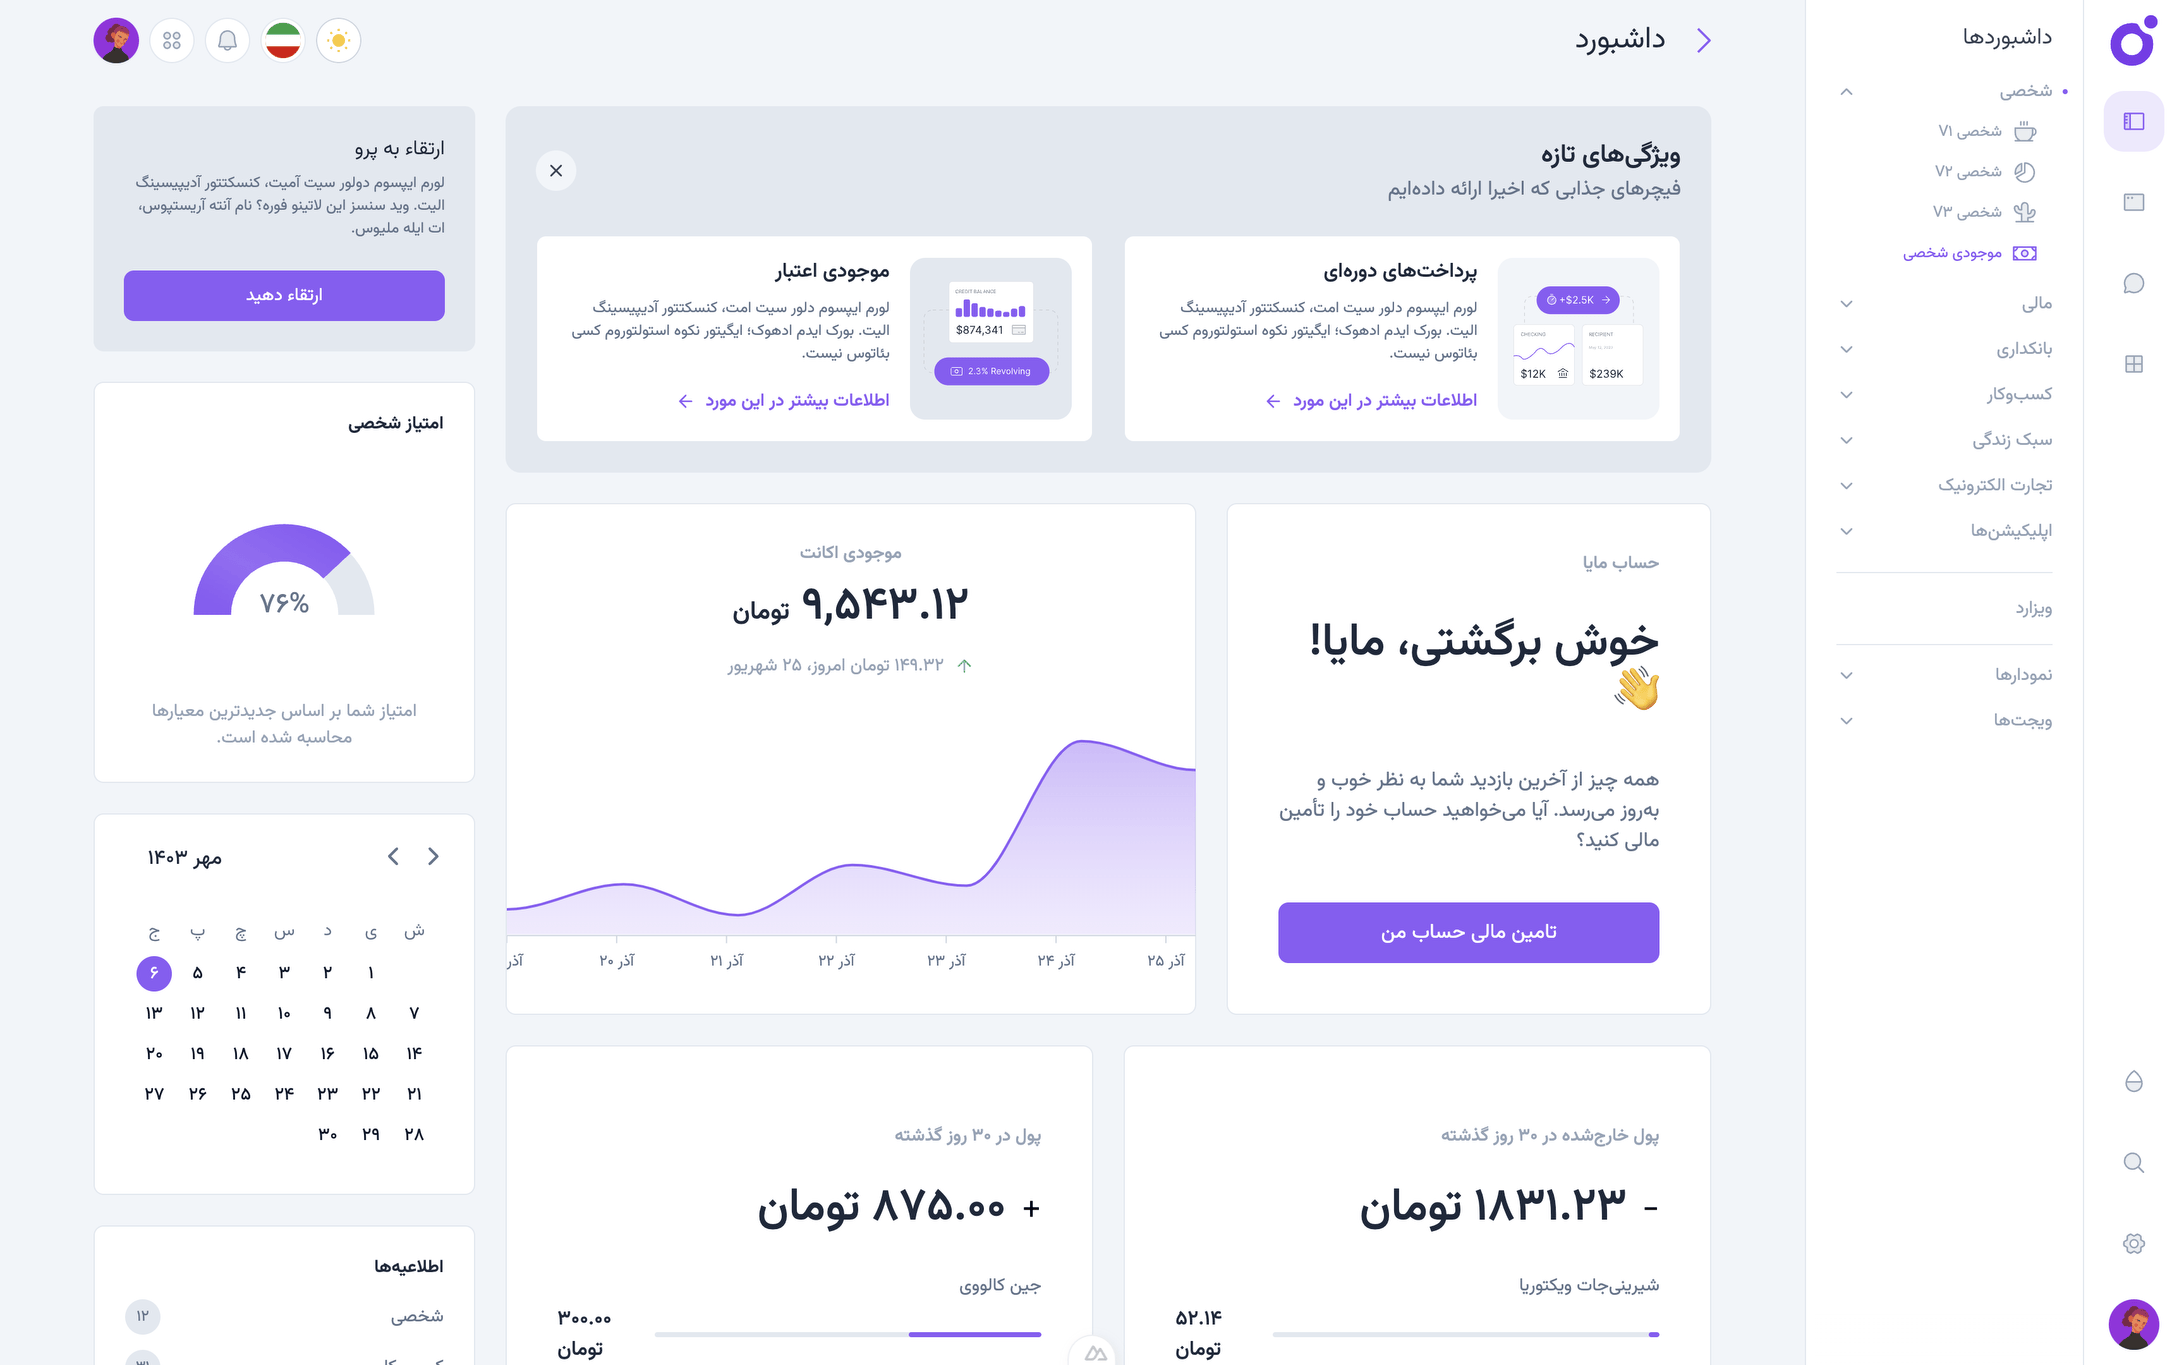 داشبوردها
شخصی
شخصی V۱
شخصی V۲
شخصی V۳
موجودی شخصی
مالی
بانکداری
کسب‌وکار
سبک زندگی
تجارت الکترونیک
اپلیکیشن‌ها
ویزارد
نمودارها
ویجت‌ها
داشبورد
ویژگی‌های تازه
فیچرهای جذابی که اخیرا ارائه داده‌ایم
+$2.5K
CHECKING
RECIPIENT
$12K
$239K
پرداخت‌های دوره‌ای
لورم ایپسوم دلور سیت امت، کنسکتتور آدیپیسینگ
الیت. بورک ایدم ادهوک؛ ایگیتور نکوه استولتوروم کسی
بئاتوس نیست.
اطلاعات بیشتر در این مورد
CREDIT BALANCE
$874,341
2.3% Revolving
موجودی اعتبار
لورم ایپسوم دلور سیت امت، کنسکتتور آدیپیسینگ
الیت. بورک ایدم ادهوک؛ ایگیتور نکوه استولتوروم کسی
بئاتوس نیست.
اطلاعات بیشتر در این مورد
حساب مایا
خوش برگشتی، مایا!
👋
همه چیز از آخرین بازدید شما به نظر خوب و
به‌روز می‌رسد. آیا می‌خواهید حساب خود را تأمین
مالی کنید؟
تامین مالی حساب من
موجودی اکانت
۹,۵۴۳.۱۲ تومان
۱۴۹.۳۲ تومان امروز، ۲۵ شهریور
آذر ۲۵
آذر ۲۴
آذر ۲۳
آذر ۲۲
آذر ۲۱
آذر ۲۰
آذر
پول خارج‌شده در ۳۰ روز گذشته
- ۱۸۳۱.۲۳ تومان
شیرینی‌جات ویکتوریا
۵۲.۱۴
تومان
پول در ۳۰ روز گذشته
+ ۸۷۵.۰۰ تومان
جین کالووی
۳۰۰.۰۰
تومان
ارتقاء به پرو
لورم ایپسوم دولور سیت آمیت، کنسکتتور آدیپیسینگ
الیت. وید سنسز این لاتینو فوره؟ نام آنته آریستپوس،
ات ایله ملیوس.
ارتقاء دهید
امتیاز شخصی
۷۶%
امتیاز شما بر اساس جدیدترین معیارها
محاسبه شده است.
مهر ۱۴۰۳
ش ی د س چ پ ج
۱ ۲ ۳ ۴ ۵ ۶
۷ ۸ ۹ ۱۰ ۱۱ ۱۲ ۱۳
۱۴ ۱۵ ۱۶ ۱۷ ۱۸ ۱۹ ۲۰
۲۱ ۲۲ ۲۳ ۲۴ ۲۵ ۲۶ ۲۷
۲۸ ۲۹ ۳۰
اطلاعیه‌ها
شخصی ۱۲